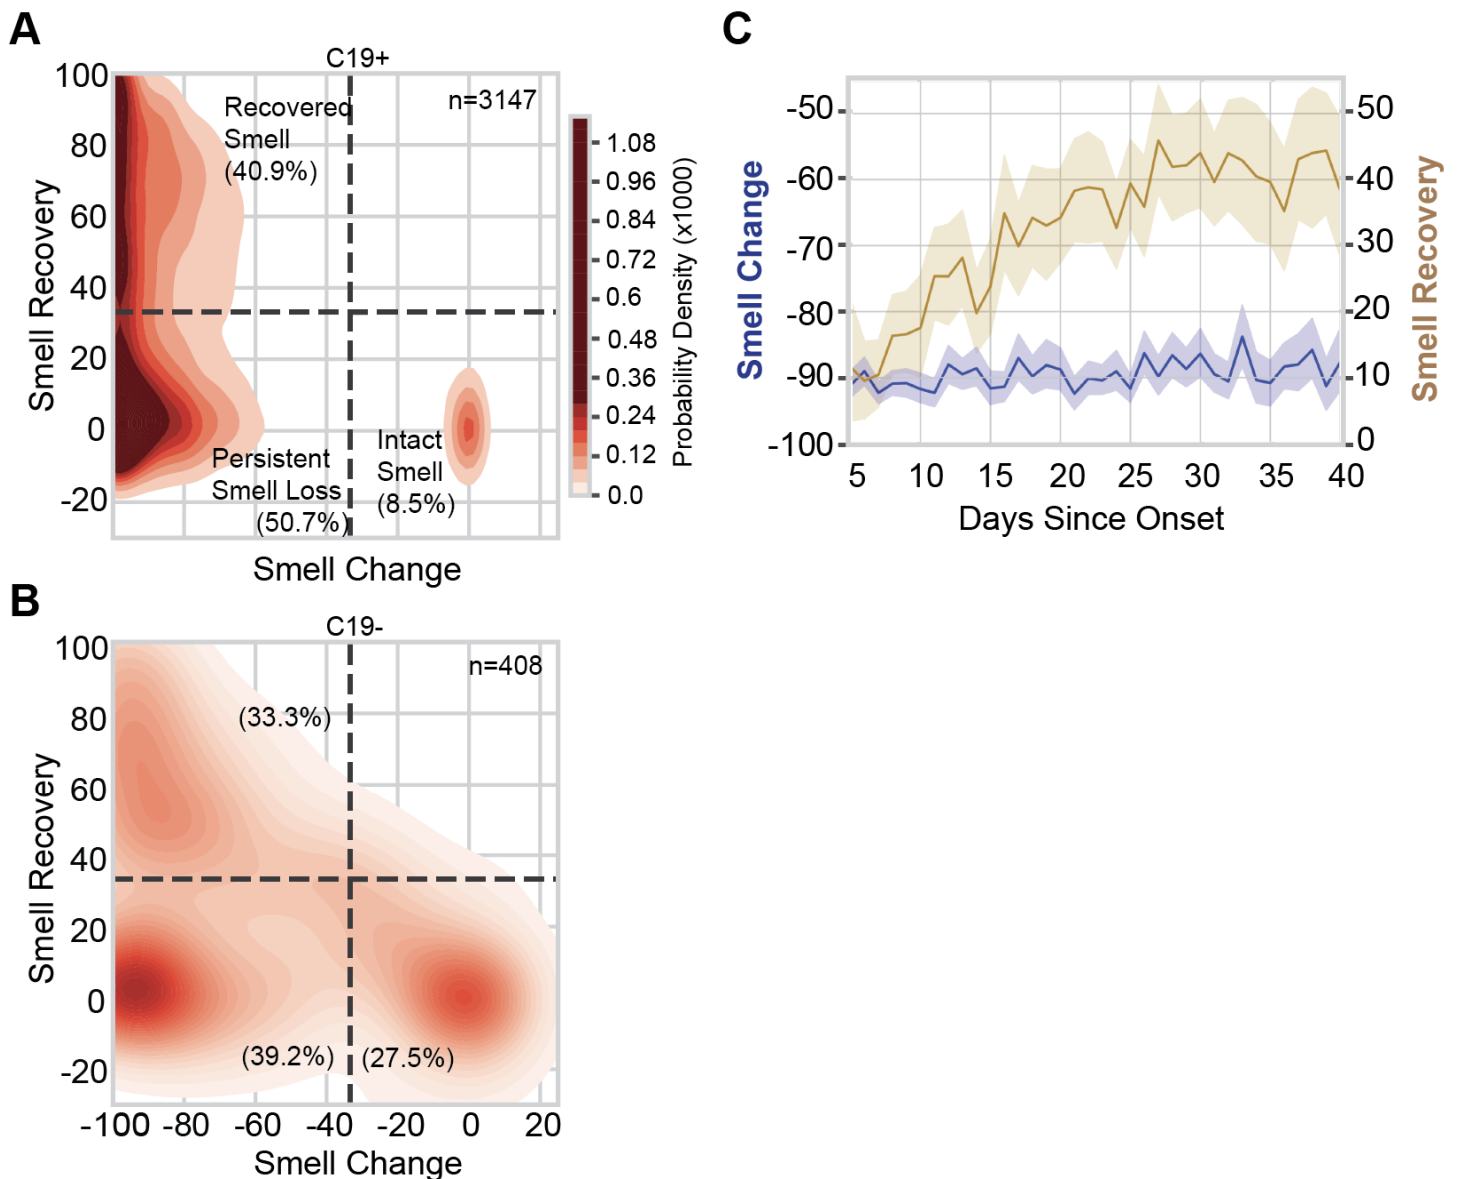 A
C19+
n=3147
Recovered
Smell
(40.9%)
100
80
60
40
20
0
-20
Smell Recovery
Intact
Smell
(8.5%)
Persistent
Smell Loss
(50.7%)
Smell Change
1.08
0.96
0.84
0.72
0.6
0.48
0.36
0.24
0.12
0.0
Probability Density (x1000)
B
C19-
n=408
(33.3%)
(39.2%)
(27.5%)
100
80
60
40
20
0
-20
Smell Recovery
-100 -80 -60 -40 -20 0 20
Smell Change
C
-50
-60
-70
-80
-90
-100
Smell Change
50
40
30
20
10
0
Smell Recovery
5 10 15 20 25 30 35 40
Days Since Onset